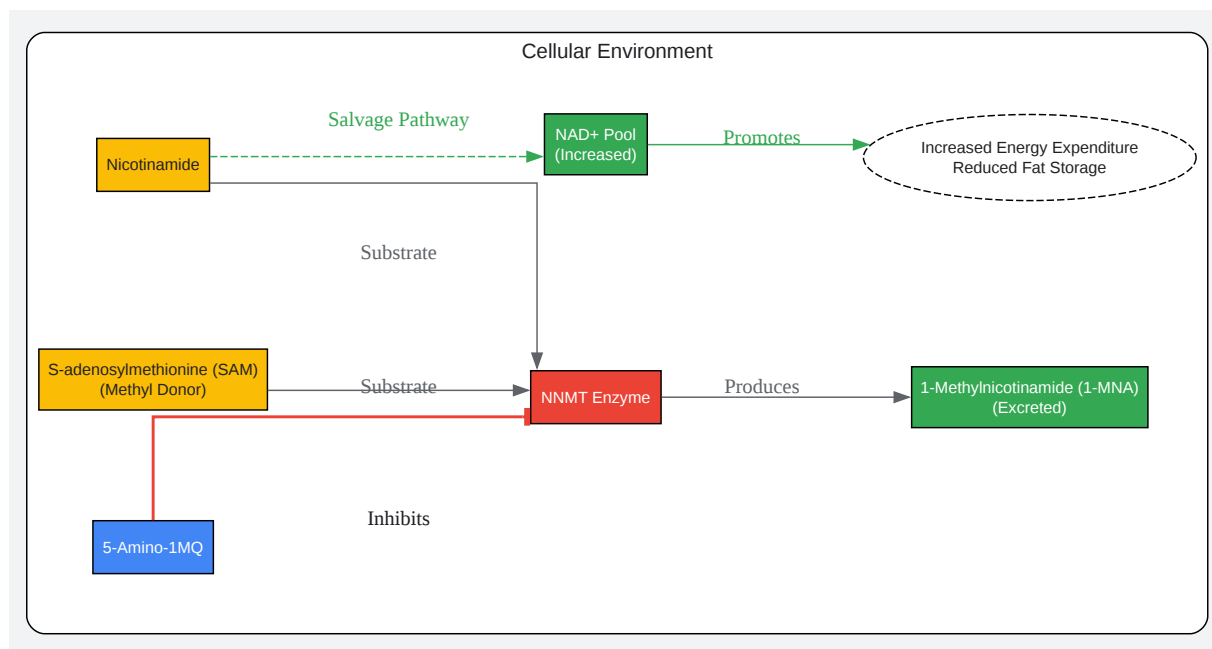 Cellular Environment
Salvage Pathway
NAD+ Pool
(Increased)
Promotes
Increased Energy Expenditure
Reduced Fat Storage
Nicotinamide
Substrate
S-adenosylmethionine (SAM)
(Methyl Donor)
Substrate
NNMT Enzyme
Produces
1-Methylnicotinamide (1-MNA)
(Excreted)
Inhibits
5-Amino-1MQ